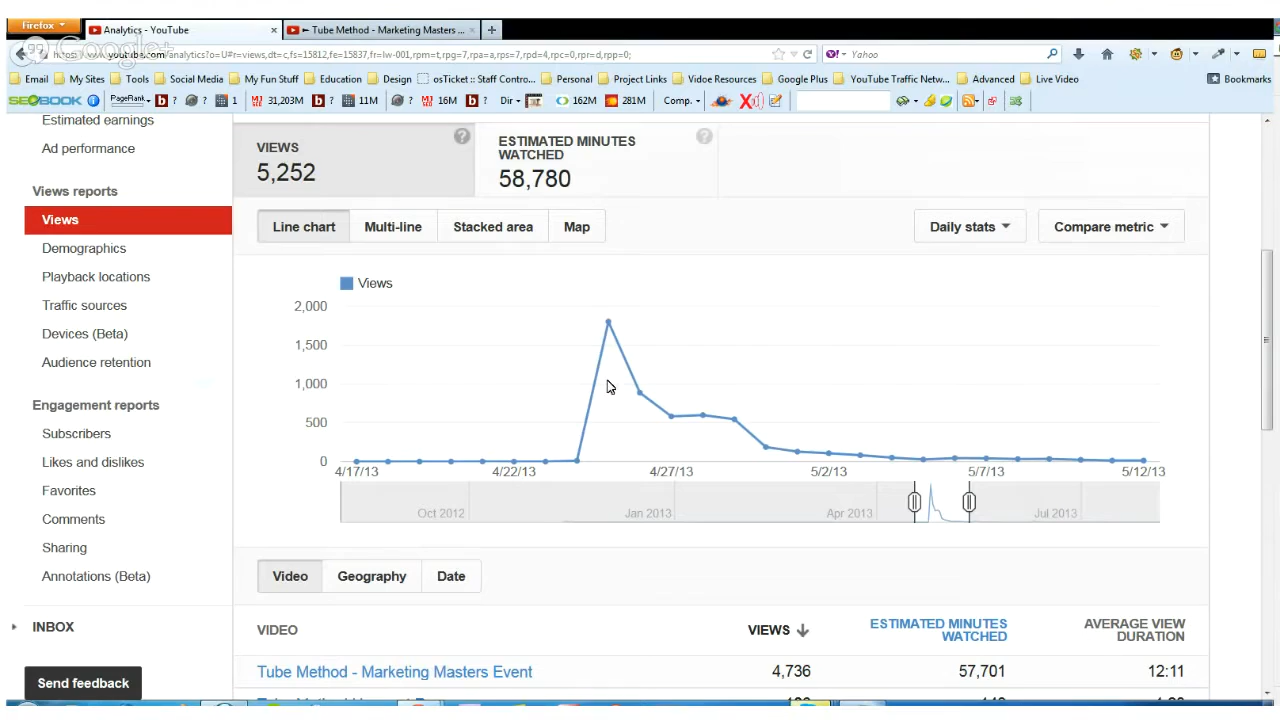 Firefox
Analytics - YouTube
Tube Method - Marketing Masters ...
Google+
Yahoo
Email My Sites Tools Social Media My Fun Stuff Education Design osTicket :: Staff Contro... Personal Project Links Vidoe Resources Google Plus YouTube Traffic Netw... Advanced Live Video Bookmarks
SEOBOOK PageRank ? ? 1 31,203M ? 11M ? 16M ? Dir 162M 281M Comp.
Estimated earnings
Ad performance
Views reports
Views
Demographics
Playback locations
Traffic sources
Devices (Beta)
Audience retention
Engagement reports
Subscribers
Likes and dislikes
Favorites
Comments
Sharing
Annotations (Beta)
INBOX
Send feedback
VIEWS
5,252
ESTIMATED MINUTES
WATCHED
58,780
Line chart Multi-line Stacked area Map Daily stats Compare metric
Views
2,000
1,500
1,000
500
0
4/17/13 4/22/13 4/27/13 5/2/13 5/7/13 5/12/13
Oct 2012 Jan 2013 Apr 2013 Jul 2013
Video Geography Date
VIDEO VIEWS ESTIMATED MINUTES WATCHED AVERAGE VIEW DURATION
Tube Method - Marketing Masters Event 4,736 57,701 12:11